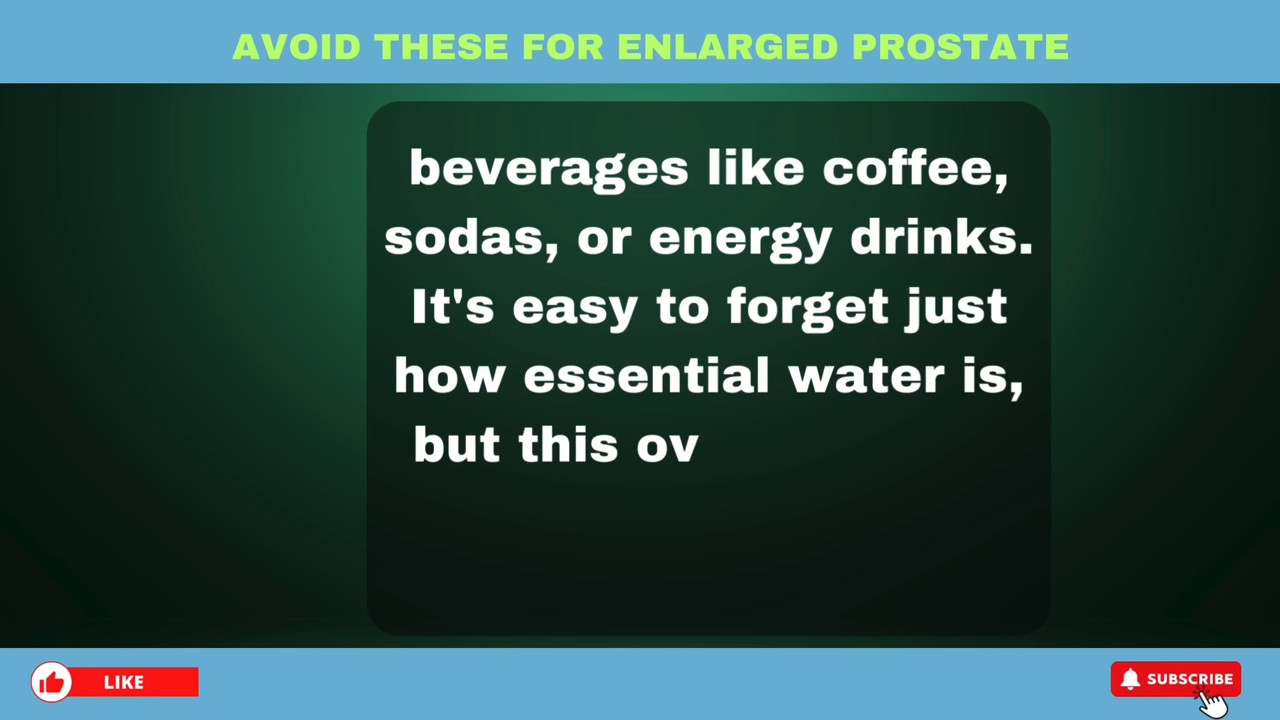 AVOID THESE FOR ENLARGED PROSTATE
beverages like coffee,
sodas, or energy drinks.
It's easy to forget just
how essential water is,
but this ov
LIKE
SUBSCRIBE